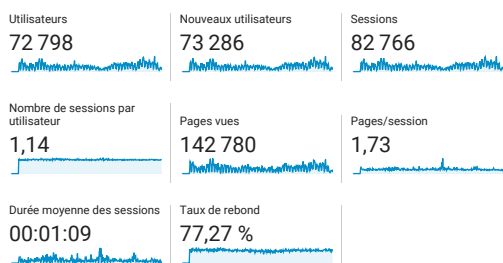 Utilisateurs
72 798
Nouveaux utilisateurs
73 286
Sessions
82 766
Nombre de sessions par
utilisateur
1,14
Pages vues
142 780
Pages/session
1,73
Durée moyenne des sessions
00:01:09
Taux de rebond
77,27 %